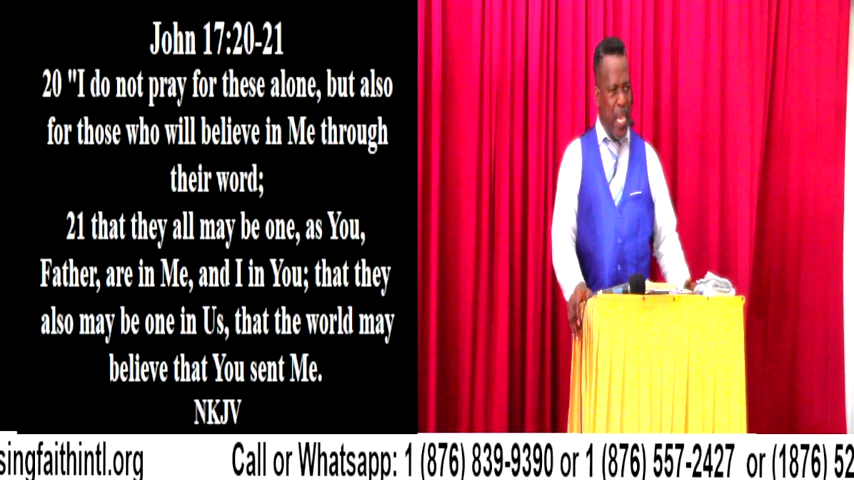 John 17:20-21
20 "I do not pray for these alone, but also
for those who will believe in Me through
their word;
21 that they all may be one, as You,
Father, are in Me, and I in You; that they
also may be one in Us, that the world may
believe that You sent Me.
NKJV
singfaithintl.org Call or Whatsapp: 1 (876) 839-9390 or 1 (876) 557-2427 or (1876) 52